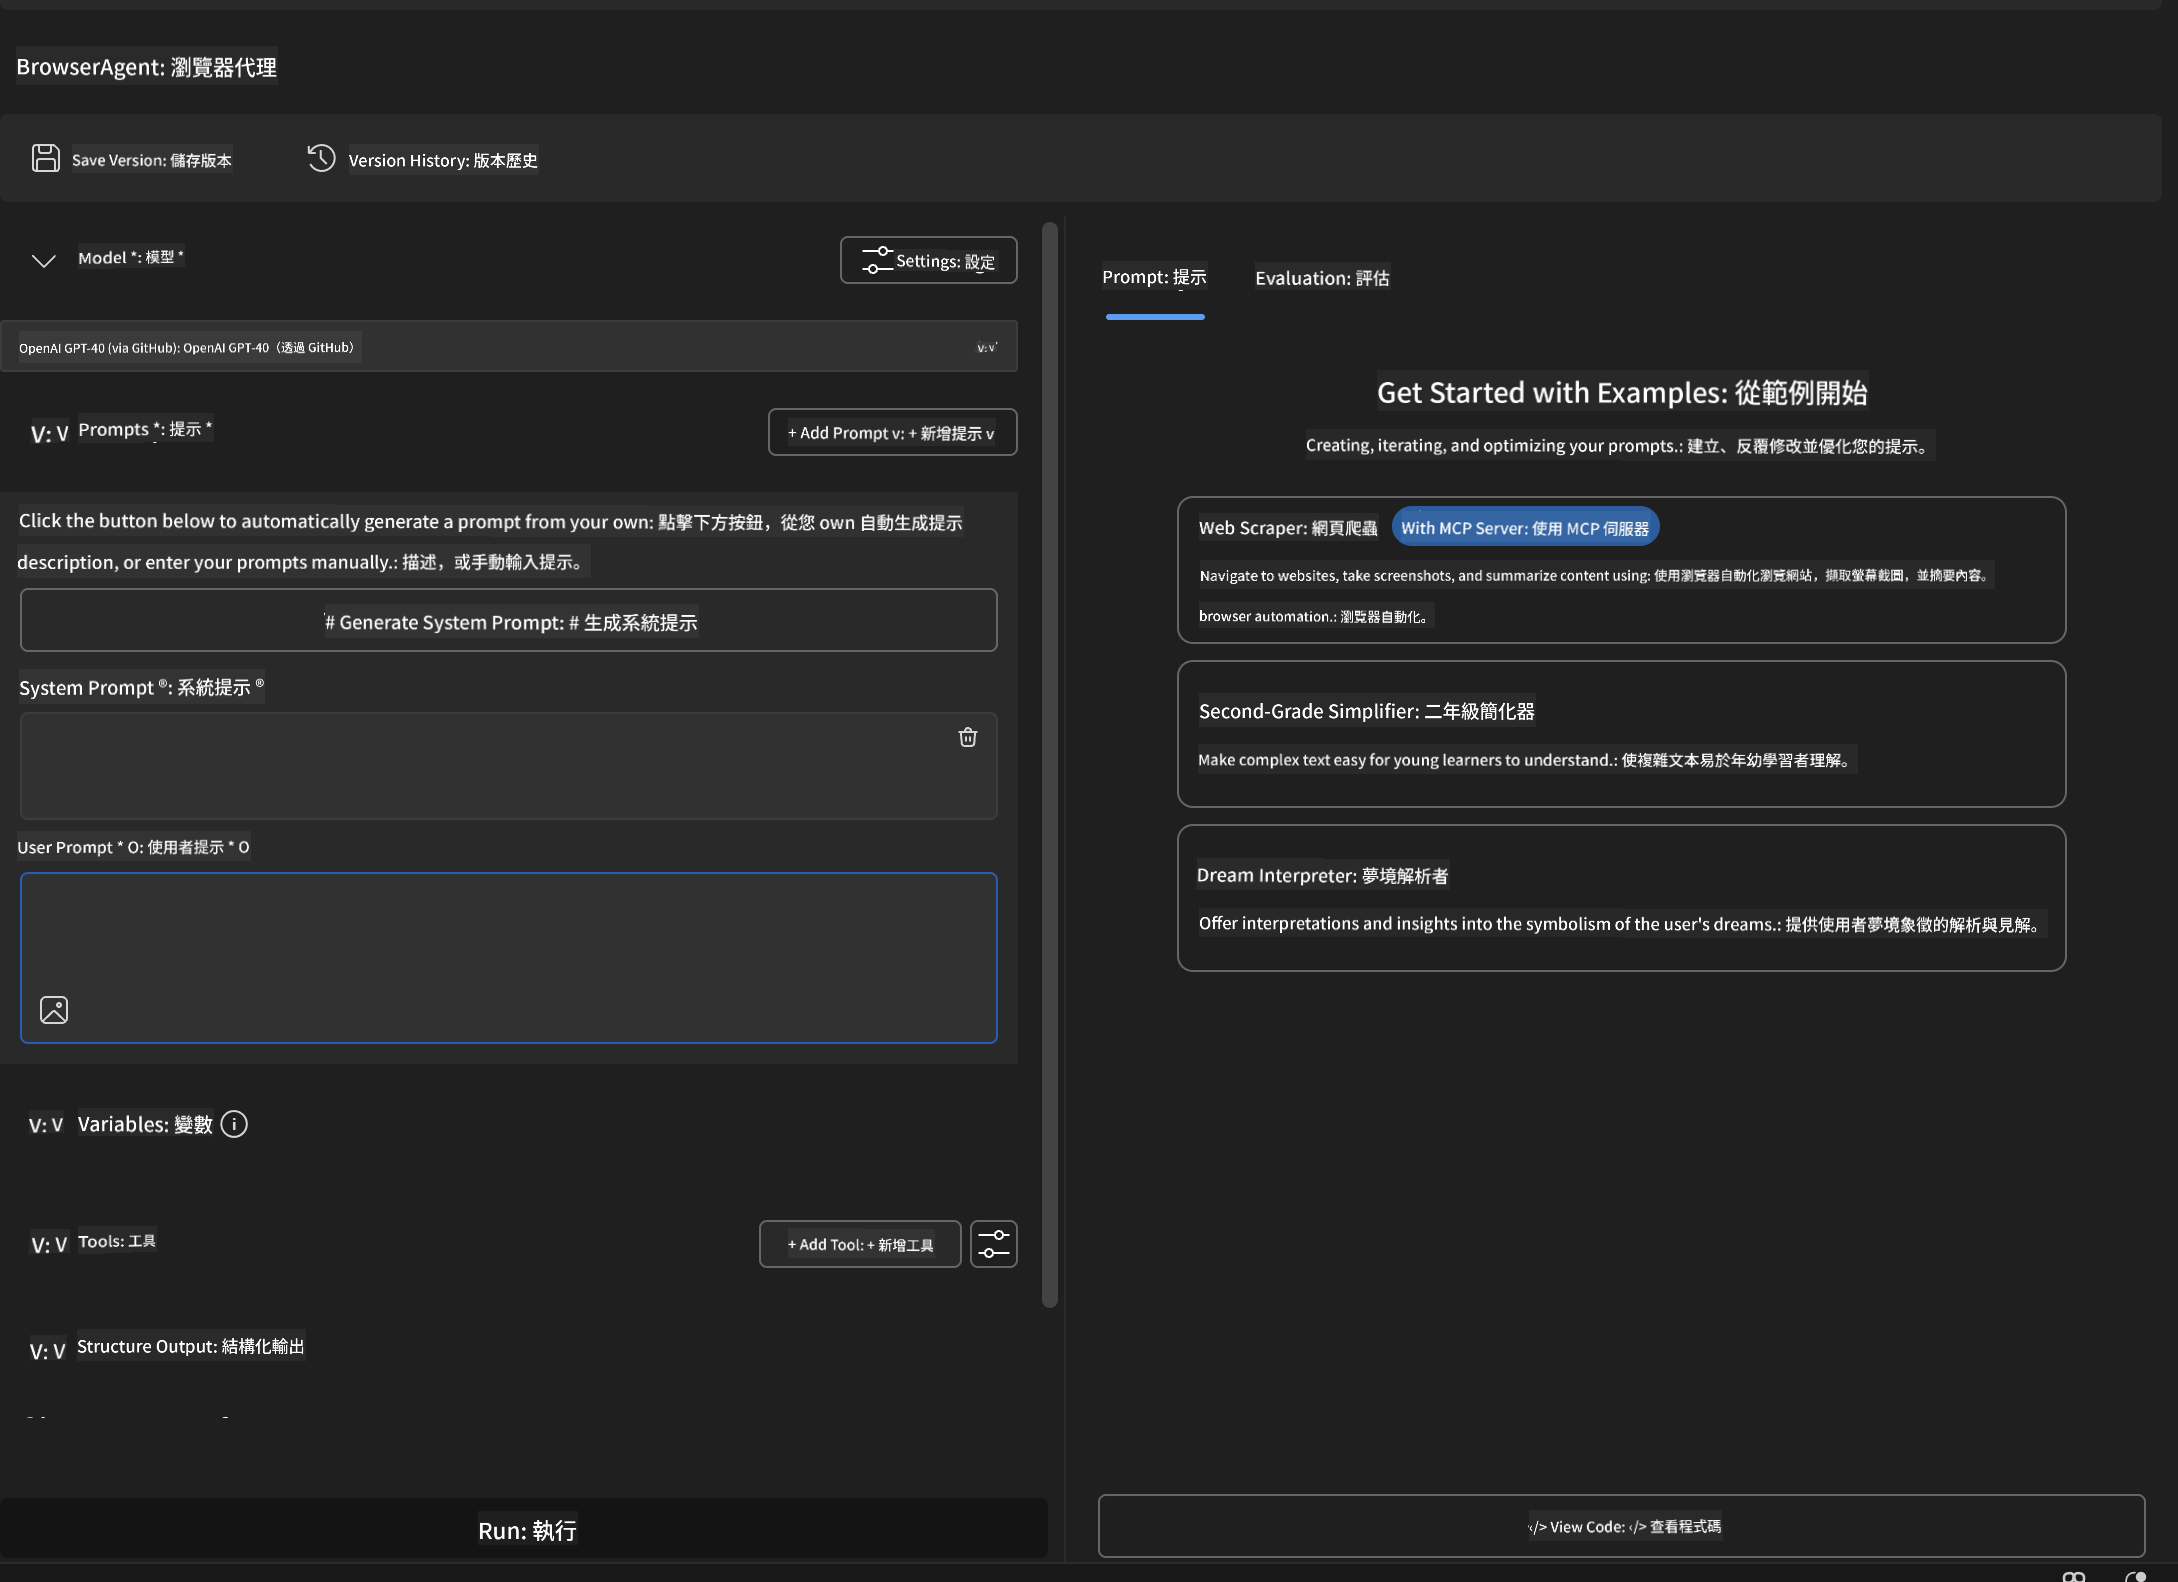 BrowserAgent: 瀏覽器代理
Save Version: 儲存版本
Version History: 版本歷史
Model *: 模型 *
Settings: 設定
OpenAI GPT-40 (via GitHub): OpenAI GPT-40（透過 GitHub）
v: v
V: V
Prompts *: 提示 *
+ Add Prompt v: + 新增提示 v
Click the button below to automatically generate a prompt from your own: 點擊下方按鈕，從您 own 自動生成提示
description, or enter your prompts manually.: 描述，或手動輸入提示。
# Generate System Prompt: # 生成系統提示
System Prompt ®: 系統提示 ®
User Prompt * O: 使用者提示 * O
V: V
Variables: 變數
V: V
Tools: 工具
+ Add Tool: + 新增工具
V: V
Structure Output: 結構化輸出
Run: 執行
Prompt: 提示
Evaluation: 評估
Get Started with Examples: 從範例開始
Creating, iterating, and optimizing your prompts.: 建立、反覆修改並優化您的提示。
Web Scraper: 網頁爬蟲
With MCP Server: 使用 MCP 伺服器
Navigate to websites, take screenshots, and summarize content using: 使用瀏覽器自動化瀏覽網站，擷取螢幕截圖，並摘要內容。
browser automation.: 瀏覽器自動化。
Second-Grade Simplifier: 二年級簡化器
Make complex text easy for young learners to understand.: 使複雜文本易於年幼學習者理解。
Dream Interpreter: 夢境解析者
Offer interpretations and insights into the symbolism of the user's dreams.: 提供使用者夢境象徵的解析與見解。
</> View Code: </> 查看程式碼